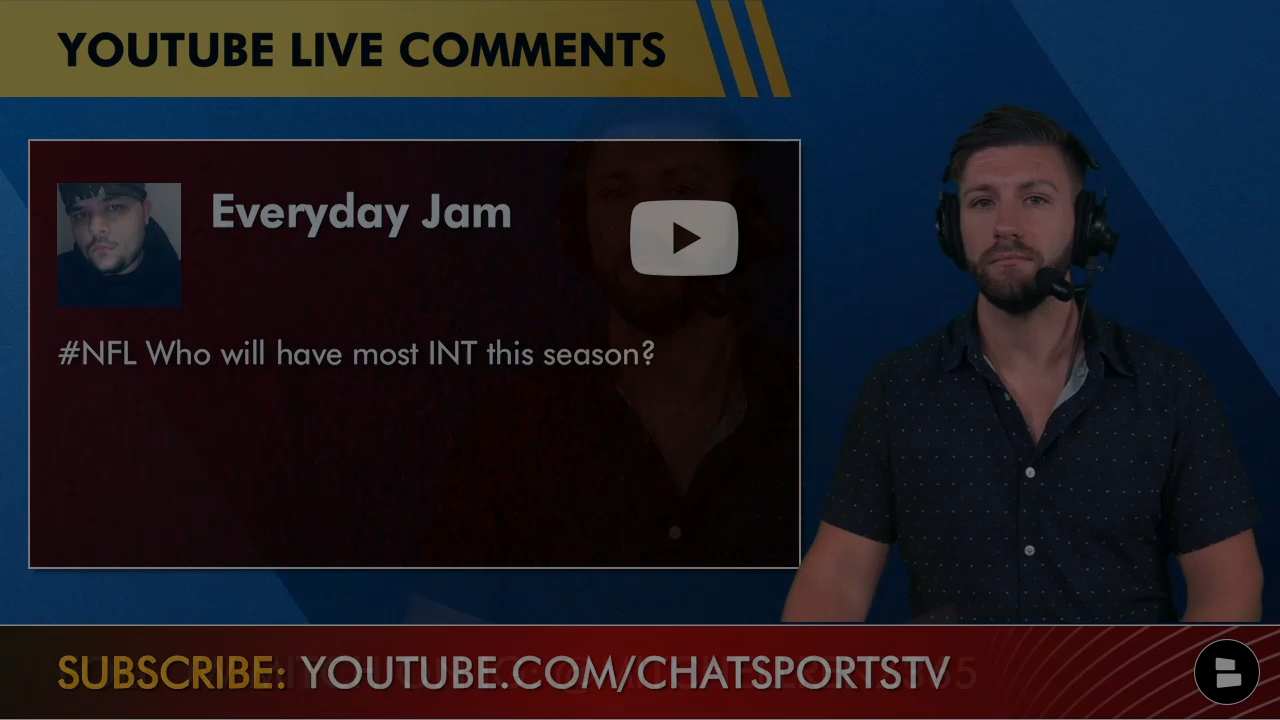 YOUTUBE LIVE COMMENTS
Everyday Jam
#NFL Who will have most INT this season?
SUBSCRIBE: YOUTUBE.COM/CHATSPORTSTV